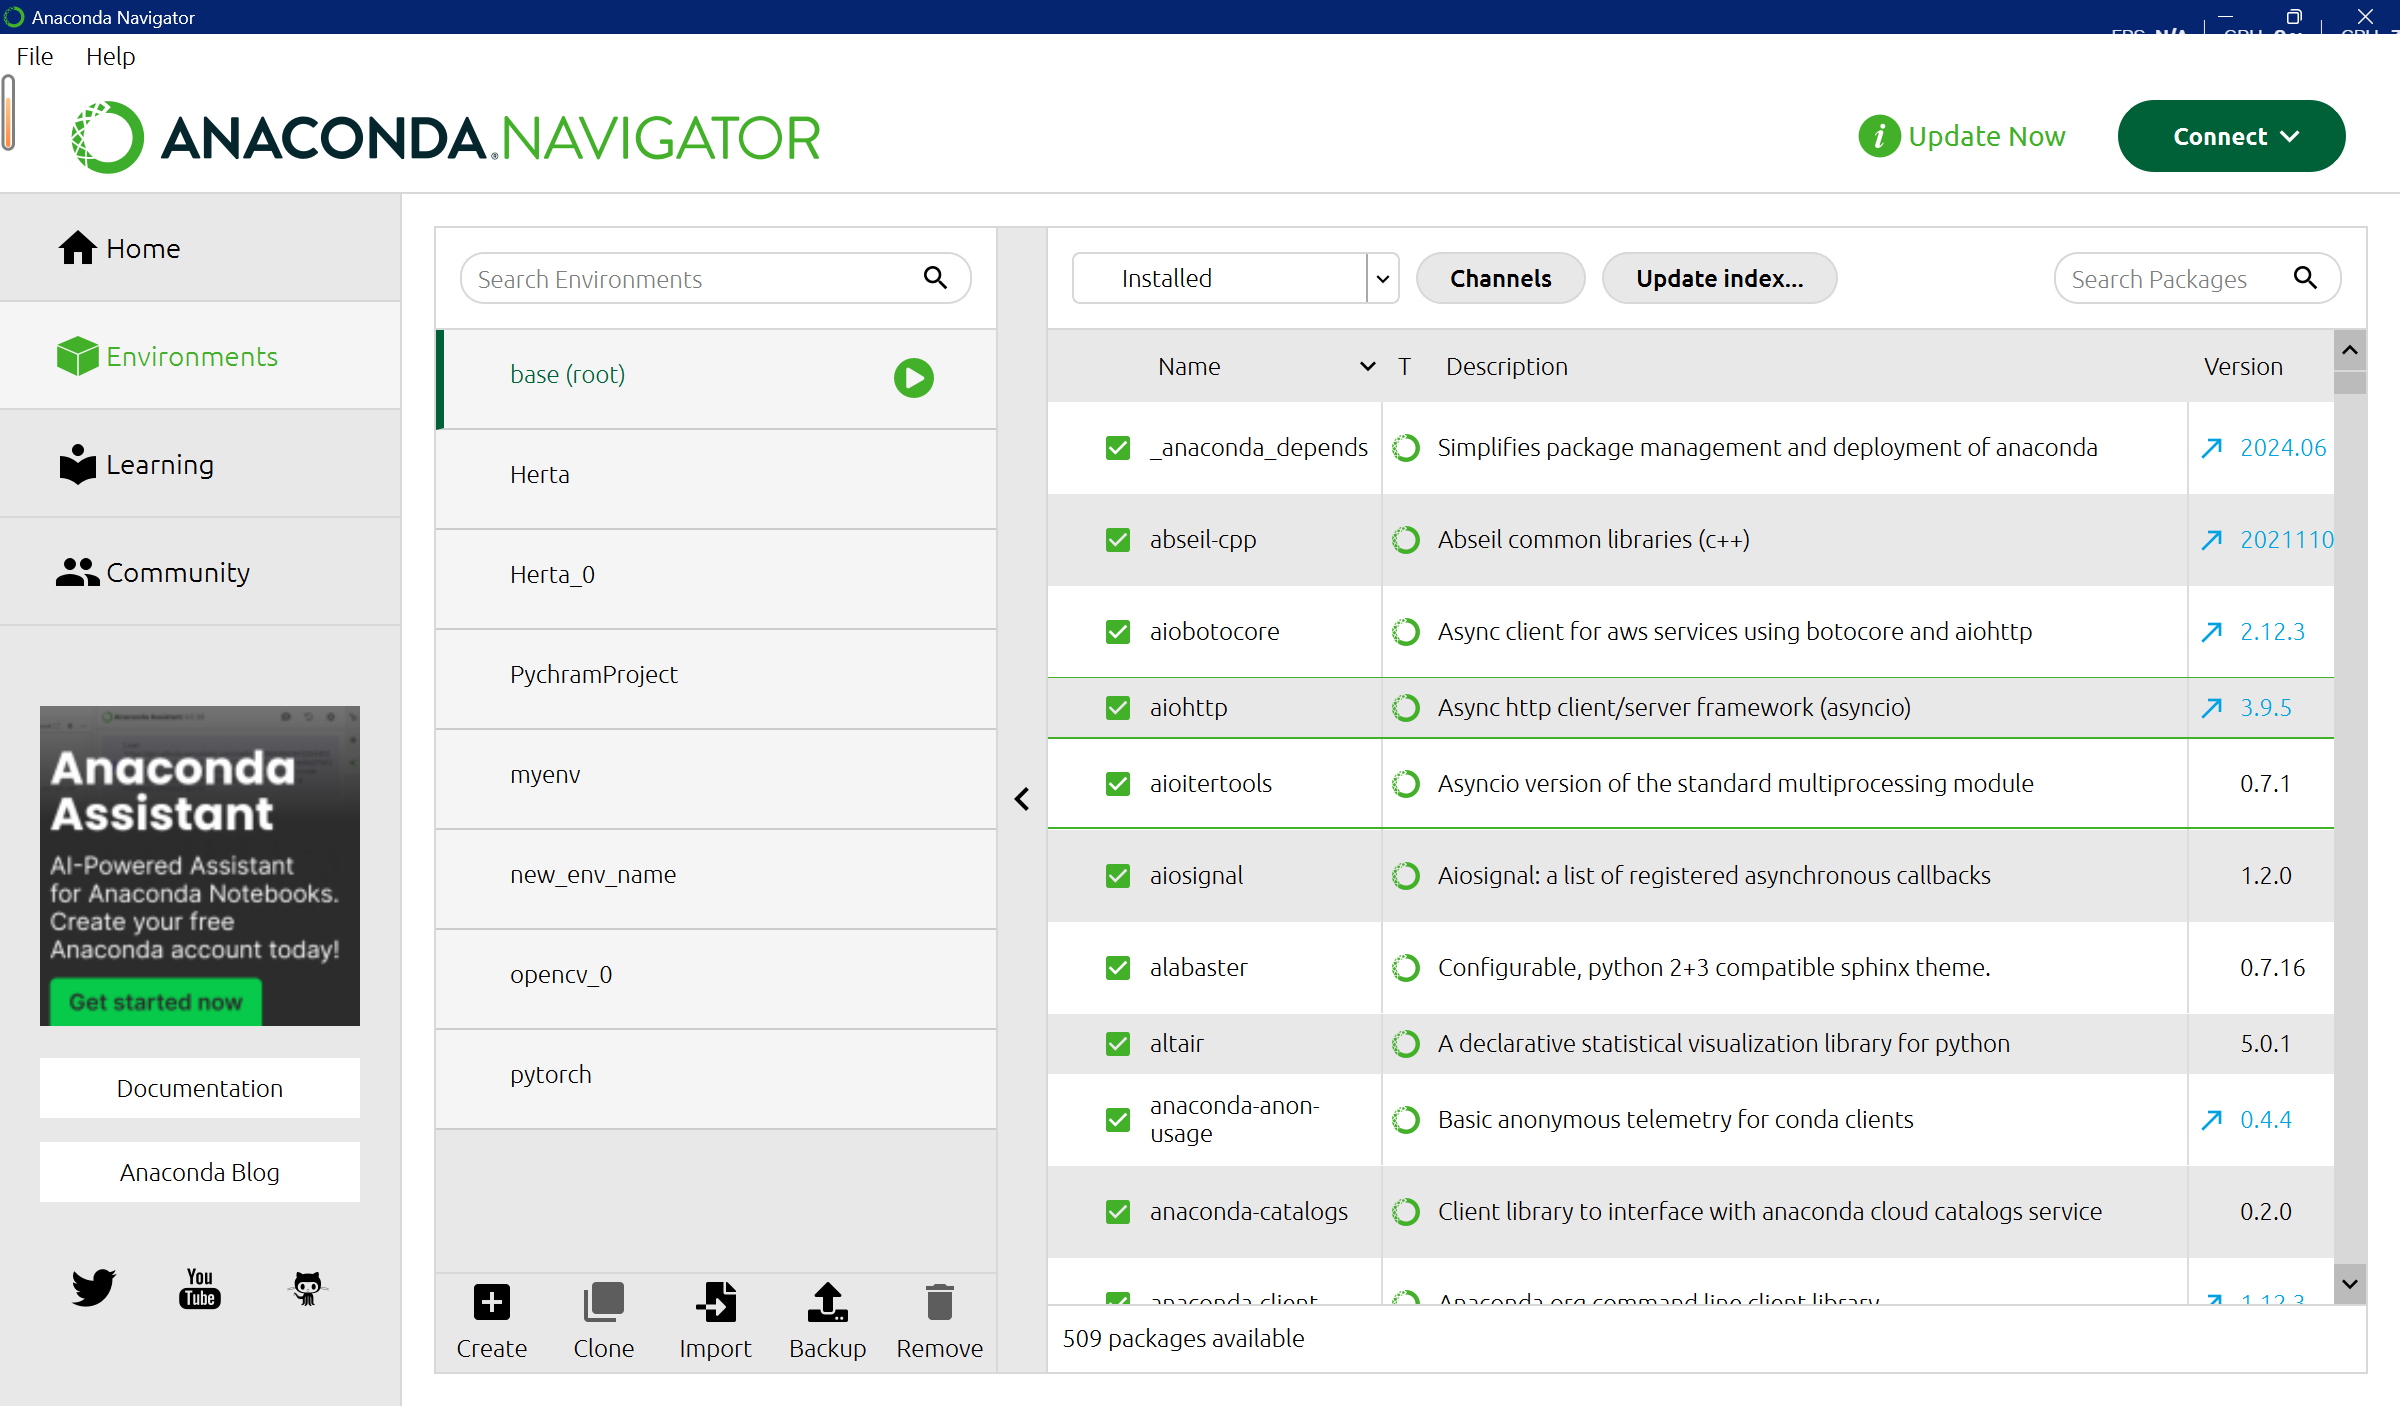 Anaconda Navigator
File Help
ANACONDA.NAVIGATOR
Update Now
Connect
Home
Environments
Learning
Community
Anaconda
Assistant
AI-Powered Assistant
for Anaconda Notebooks.
Create your free
Anaconda account today!
Get started now
Documentation
Anaconda Blog
You
Tube
Search Environments
base (root)
Herta
Herta_0
PychramProject
myenv
new_env_name
opencv_0
pytorch
Create Clone Import Backup Remove
Installed Channels Update index... Search Packages
Name T Description Version
_anaconda_depends Simplifies package management and deployment of anaconda 2024.06
abseil-cpp Abseil common libraries (c++) 2021110
aiobotocore Async client for aws services using botocore and aiohttp 2.12.3
aiohttp Async http client/server framework (asyncio) 3.9.5
aioitertools Asyncio version of the standard multiprocessing module 0.7.1
aiosignal Aiosignal: a list of registered asynchronous callbacks 1.2.0
alabaster Configurable, python 2+3 compatible sphinx theme. 0.7.16
altair A declarative statistical visualization library for python 5.0.1
anaconda-anon-
usage Basic anonymous telemetry for conda clients 0.4.4
anaconda-catalogs Client library to interface with anaconda cloud catalogs service 0.2.0
anaconda-client Anaconda.org command line client library 1.12.3
509 packages available